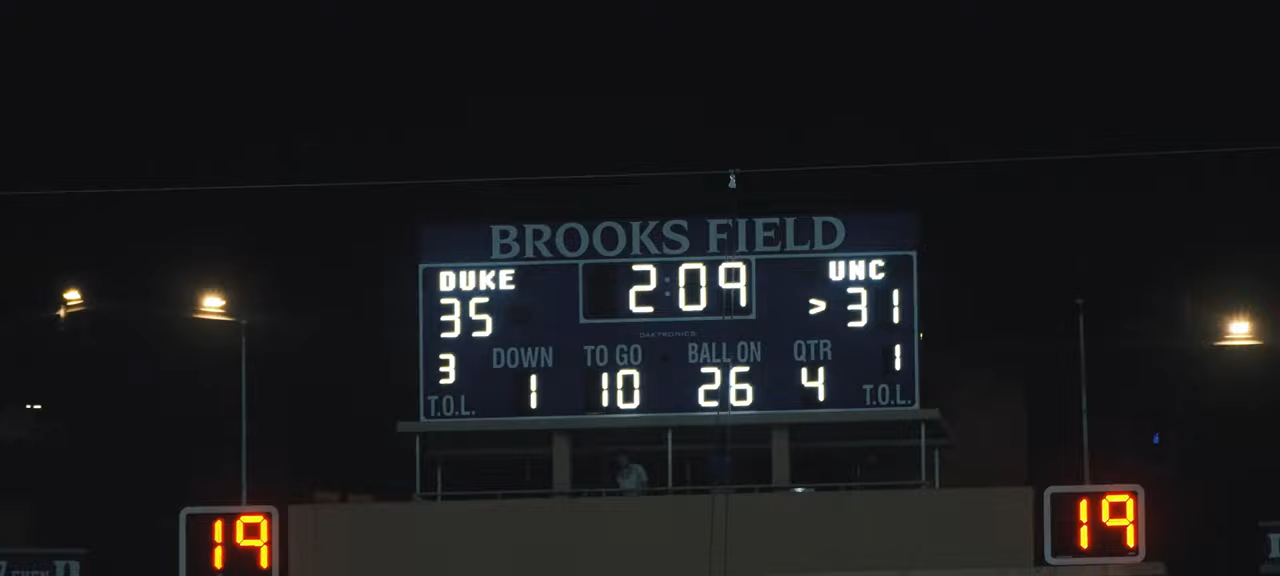 BROOKS FIELD
DUKE 2:09 UNC
35 > 31
DAKTRONICS
DOWN TO GO BALL ON QTR
3 1 10 26 4 1
T.O.L. T.O.L.
19 19